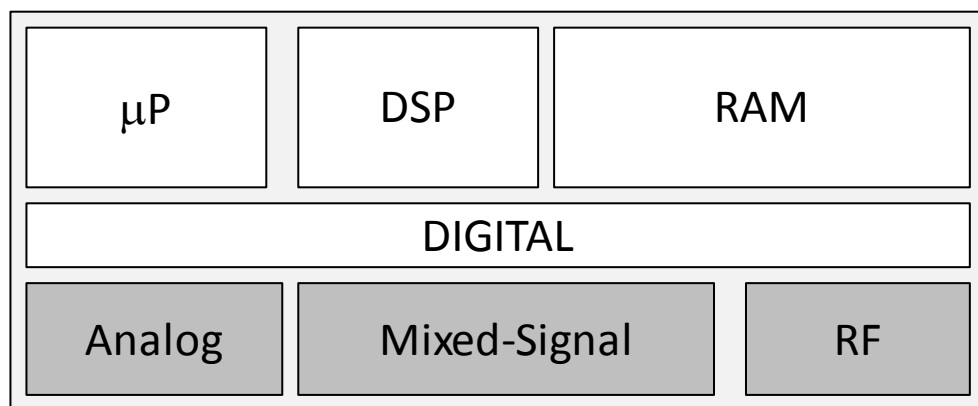 μP
DSP
RAM
DIGITAL
Analog
Mixed-Signal
RF